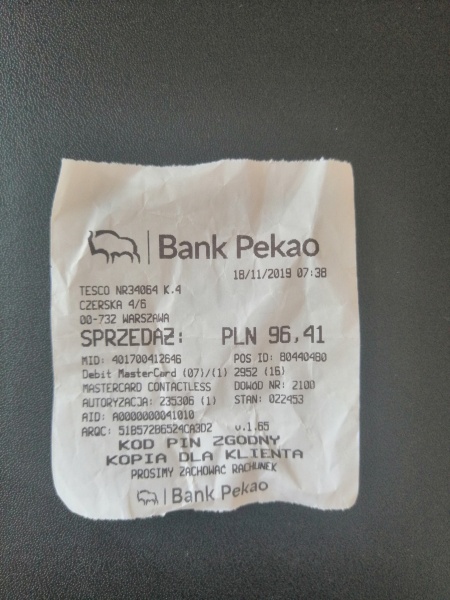 Bank Pekao
18/11/2019 07:38
TESCO NR34064 K.4
CZERSKA 4/6
00-732 WARSZAWA
SPRZEDAŻ: PLN 96,41
MID: 401700412646 POS ID: B04404B0
Debit MasterCard (07)/(1) 2952 (16)
MASTERCARD CONTACTLESS DOWÓD NR: 2100
AUTORYZACJA: 235306 (1) STAN: 022453
AID: A0000000041010
ARQC: 51B572B6524CA3D2 v.1.65
KOD PIN ZGODNY
KOPIA DLA KLIENTA
PROSIMY ZACHOWAĆ RACHUNEK
Bank Pekao